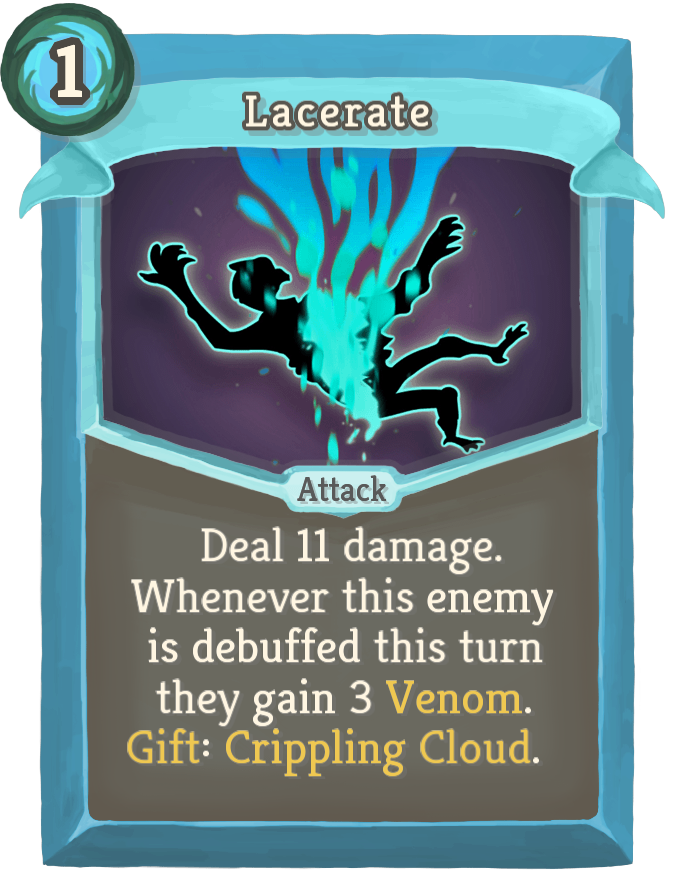 1
Lacerate
Attack
Deal 11 damage.
Whenever this enemy
is debuffed this turn
they gain 3 Venom.
Gift: Crippling Cloud.